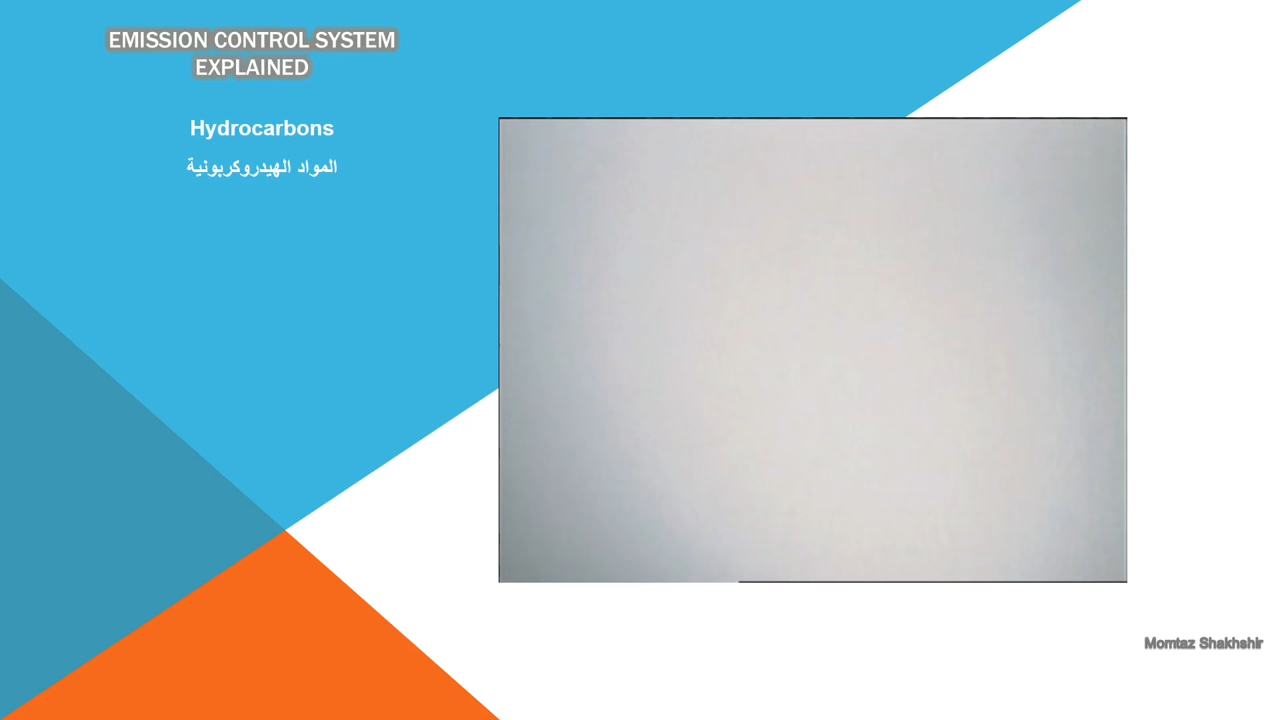 EMISSION CONTROL SYSTEM
EXPLAINED
Hydrocarbons
المواد الهيدروكربونية
Momtaz Shakhshir